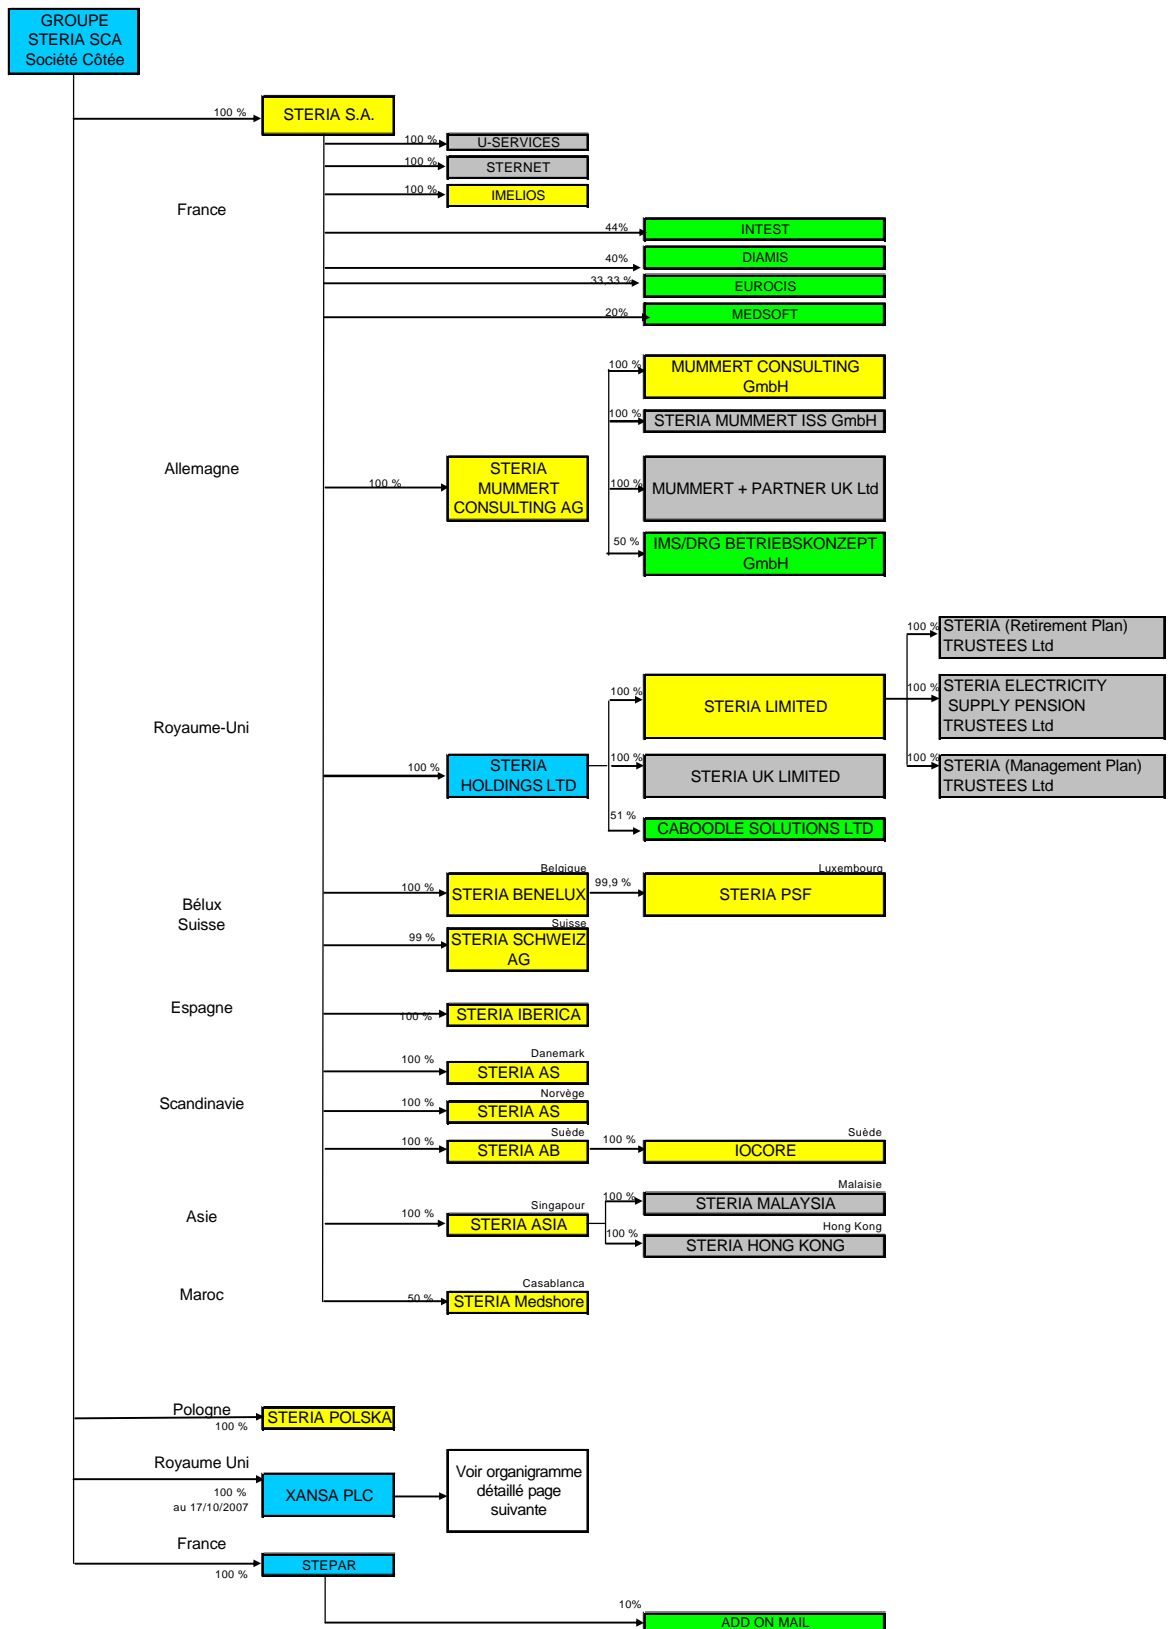 GROUPE
STERIA SCA
Société Côtée
100 %
STERIA S.A.
100 %
U-SERVICES
100 %
STERNET
100 %
IMELIOS
France
44%
INTEST
40%
DIAMIS
33,33 %
EUROCIS
20%
MEDSOFT
100 %
MUMMERT CONSULTING
GmbH
100 %
STERIA MUMMERT ISS GmbH
Allemagne
100 %
STERIA
MUMMERT
CONSULTING AG
100 %
MUMMERT + PARTNER UK Ltd
50 %
IMS/DRG BETRIEBSKONZEPT
GmbH
100 %
STERIA (Retirement Plan)
TRUSTEES Ltd
100 %
STERIA LIMITED
100 %
STERIA ELECTRICITY
SUPPLY PENSION
TRUSTEES Ltd
Royaume-Uni
100 %
STERIA
HOLDINGS LTD
100 %
STERIA UK LIMITED
100 %
STERIA (Management Plan)
TRUSTEES Ltd
51 %
CABOODLE SOLUTIONS LTD
Belgique
Luxembourg
100 %
STERIA BENELUX
99,9 %
STERIA PSF
Bélux
Suisse
Suisse
99 %
STERIA SCHWEIZ
AG
Espagne
100 %
STERIA IBERICA
Danemark
100 %
STERIA AS
Scandinavie
Norvège
100 %
STERIA AS
Suède
Suède
100 %
STERIA AB
100 %
IOCORE
Malaisie
100 %
STERIA MALAYSIA
Asie
Singapour
100 %
STERIA ASIA
Hong Kong
100 %
STERIA HONG KONG
Maroc
Casablanca
50 %
STERIA Medshore
Pologne
100 %
STERIA POLSKA
Royaume Uni
100 %
au 17/10/2007
XANSA PLC
Voir organigramme
détaillé page
suivante
France
100 %
STEPAR
10%
ADD ON MAIL